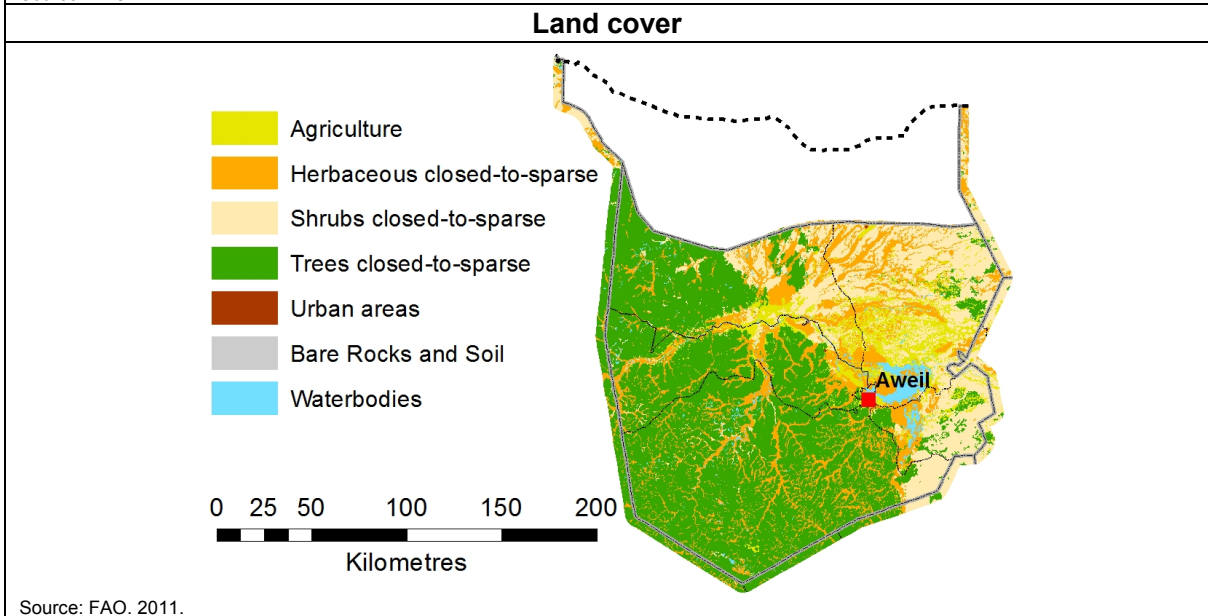 Land cover
Agriculture
Herbaceous closed-to-sparse
Shrubs closed-to-sparse
Trees closed-to-sparse
Urban areas
Bare Rocks and Soil
Waterbodies
Aweil
0 25 50 100 150 200
Kilometres
Source: FAO. 2011.